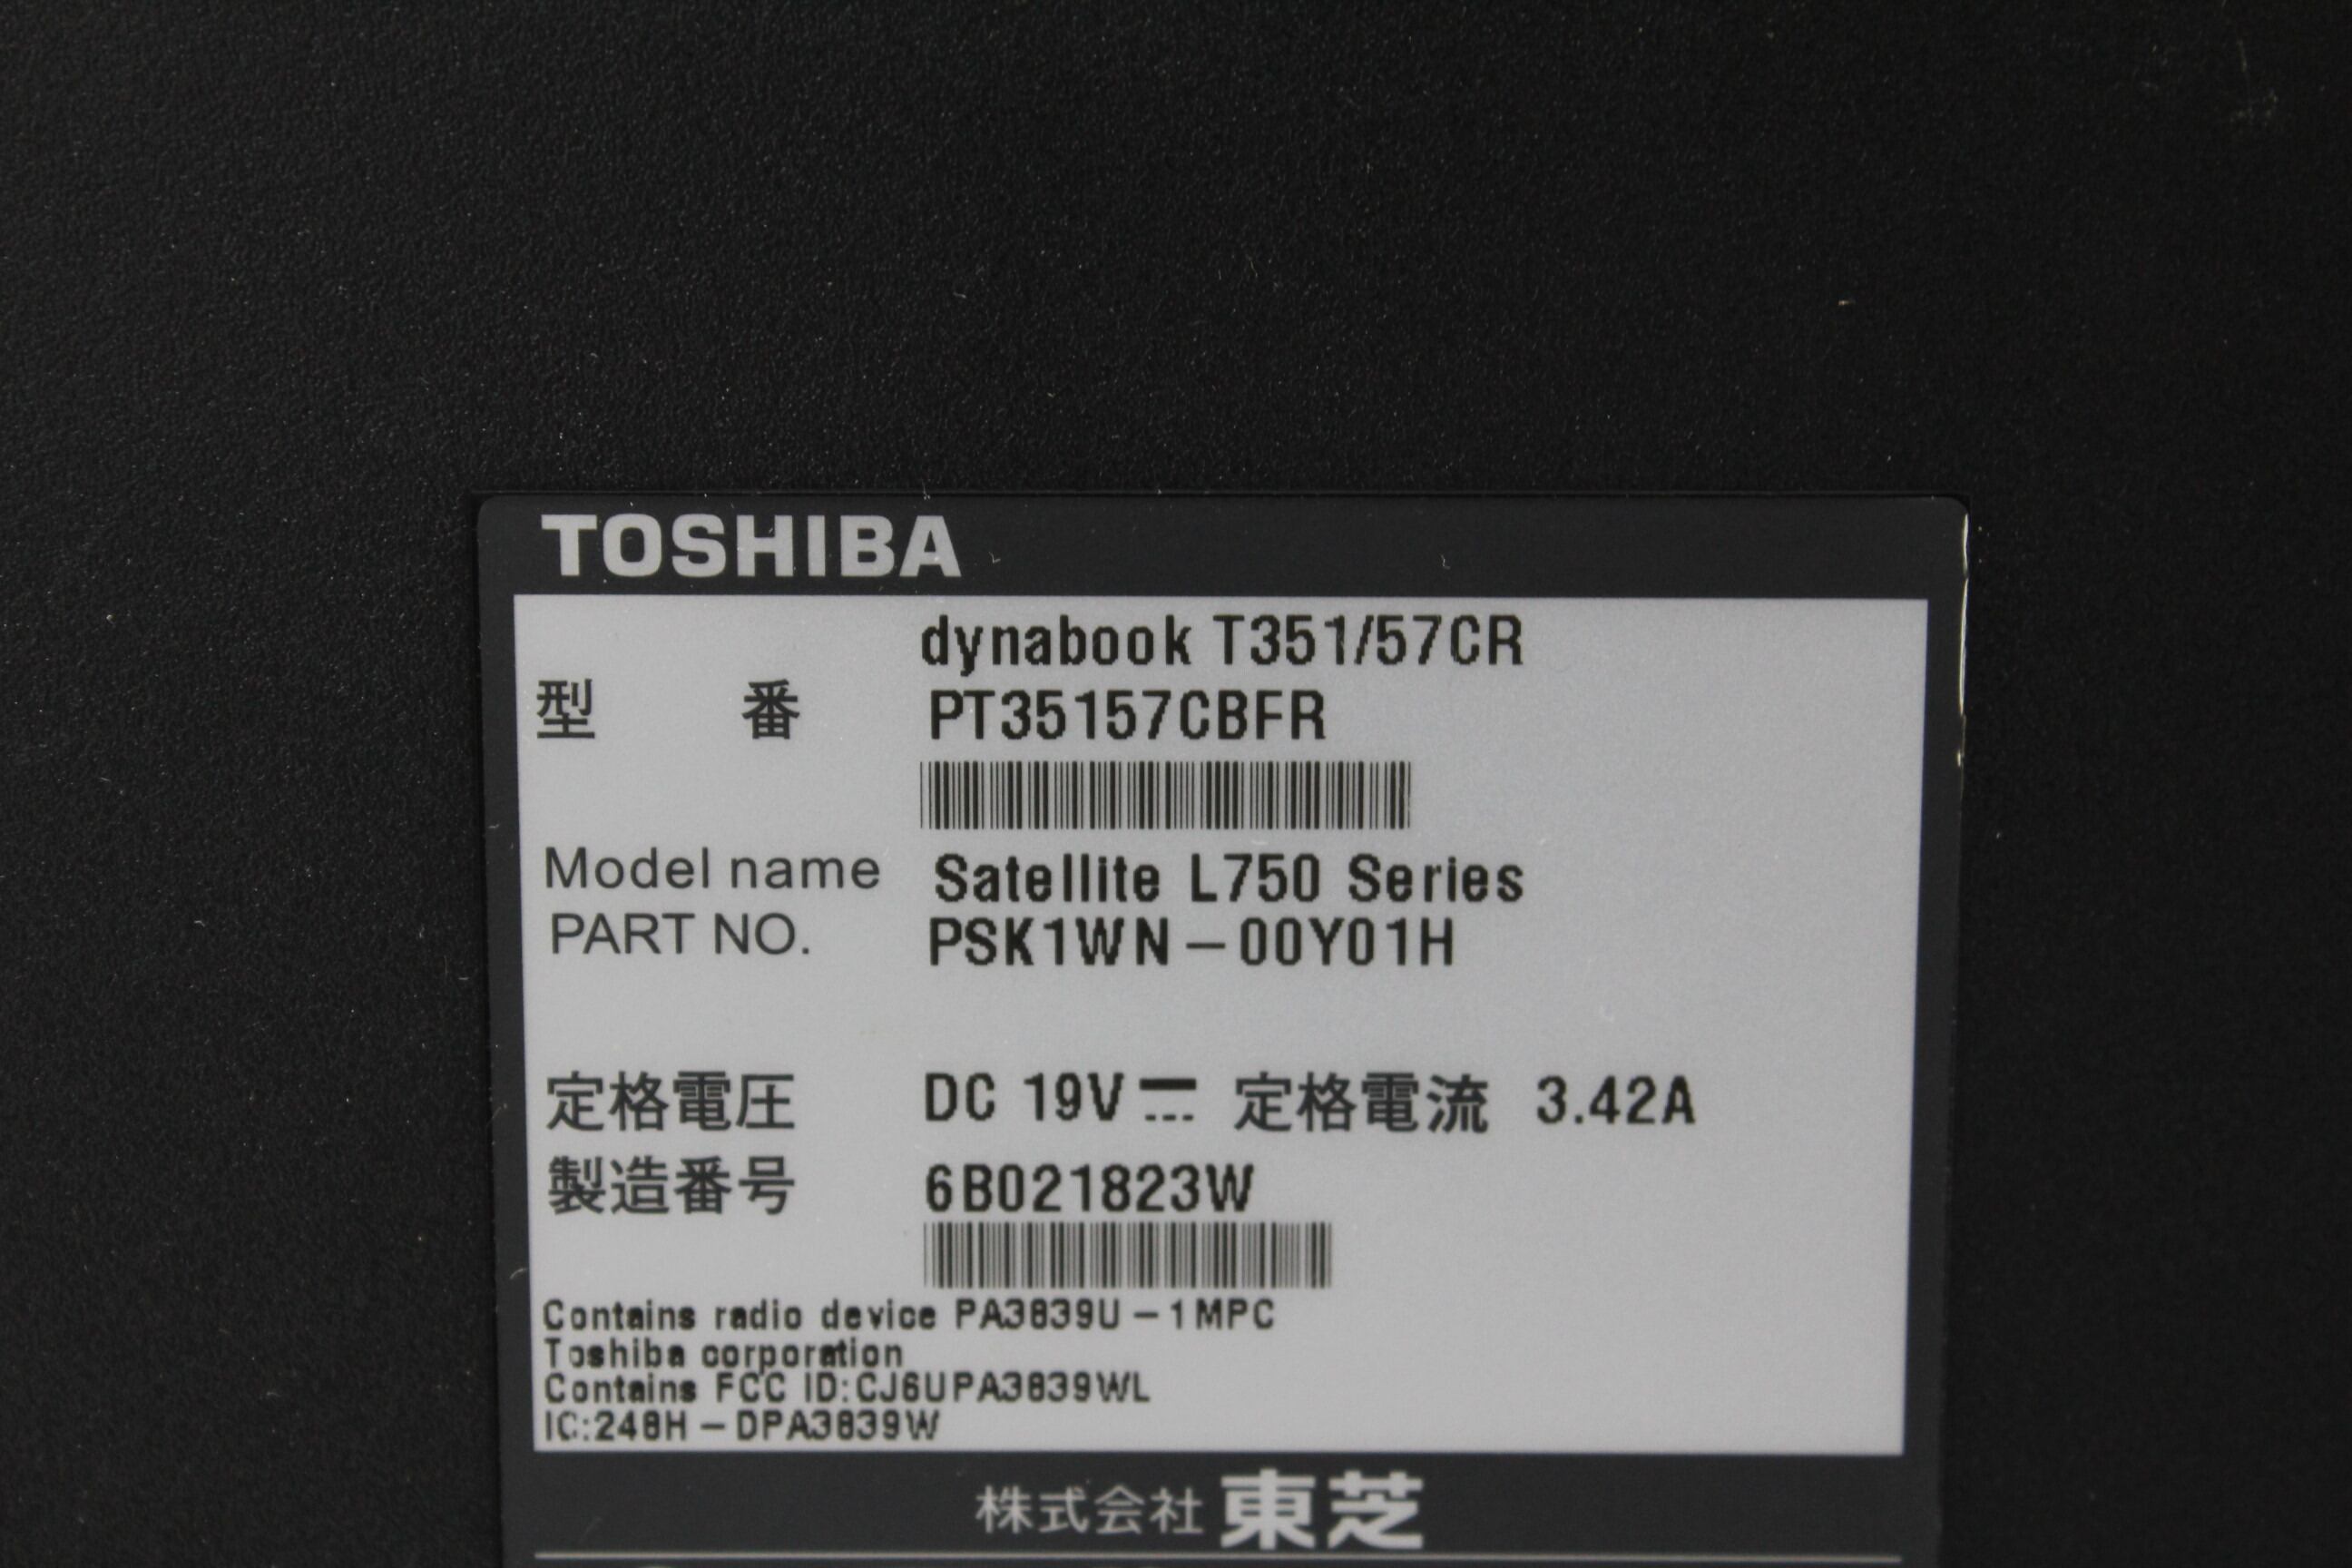 TOSHIBA
dynabook T351/57CR
型 番 PT35157CBFR
Model name Satellite L750 Series
PART NO. PSK1WN-00Y01H
定格電圧 DC 19V 定格電流 3.42A
製造番号 6B021823W
Contains radio device PA3839U-1MPC
Toshiba corporation
Contains FCC ID:CJ6UPA3839WL
IC:248H-DPA3839W
株式会社 東芝